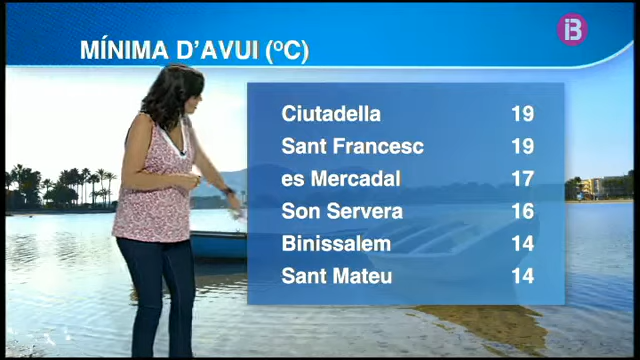 MÍNIMA D'AVUI (ºC)
iB
Ciutadella 19
Sant Francesc 19
es Mercadal 17
Son Servera 16
Binissalem 14
Sant Mateu 14